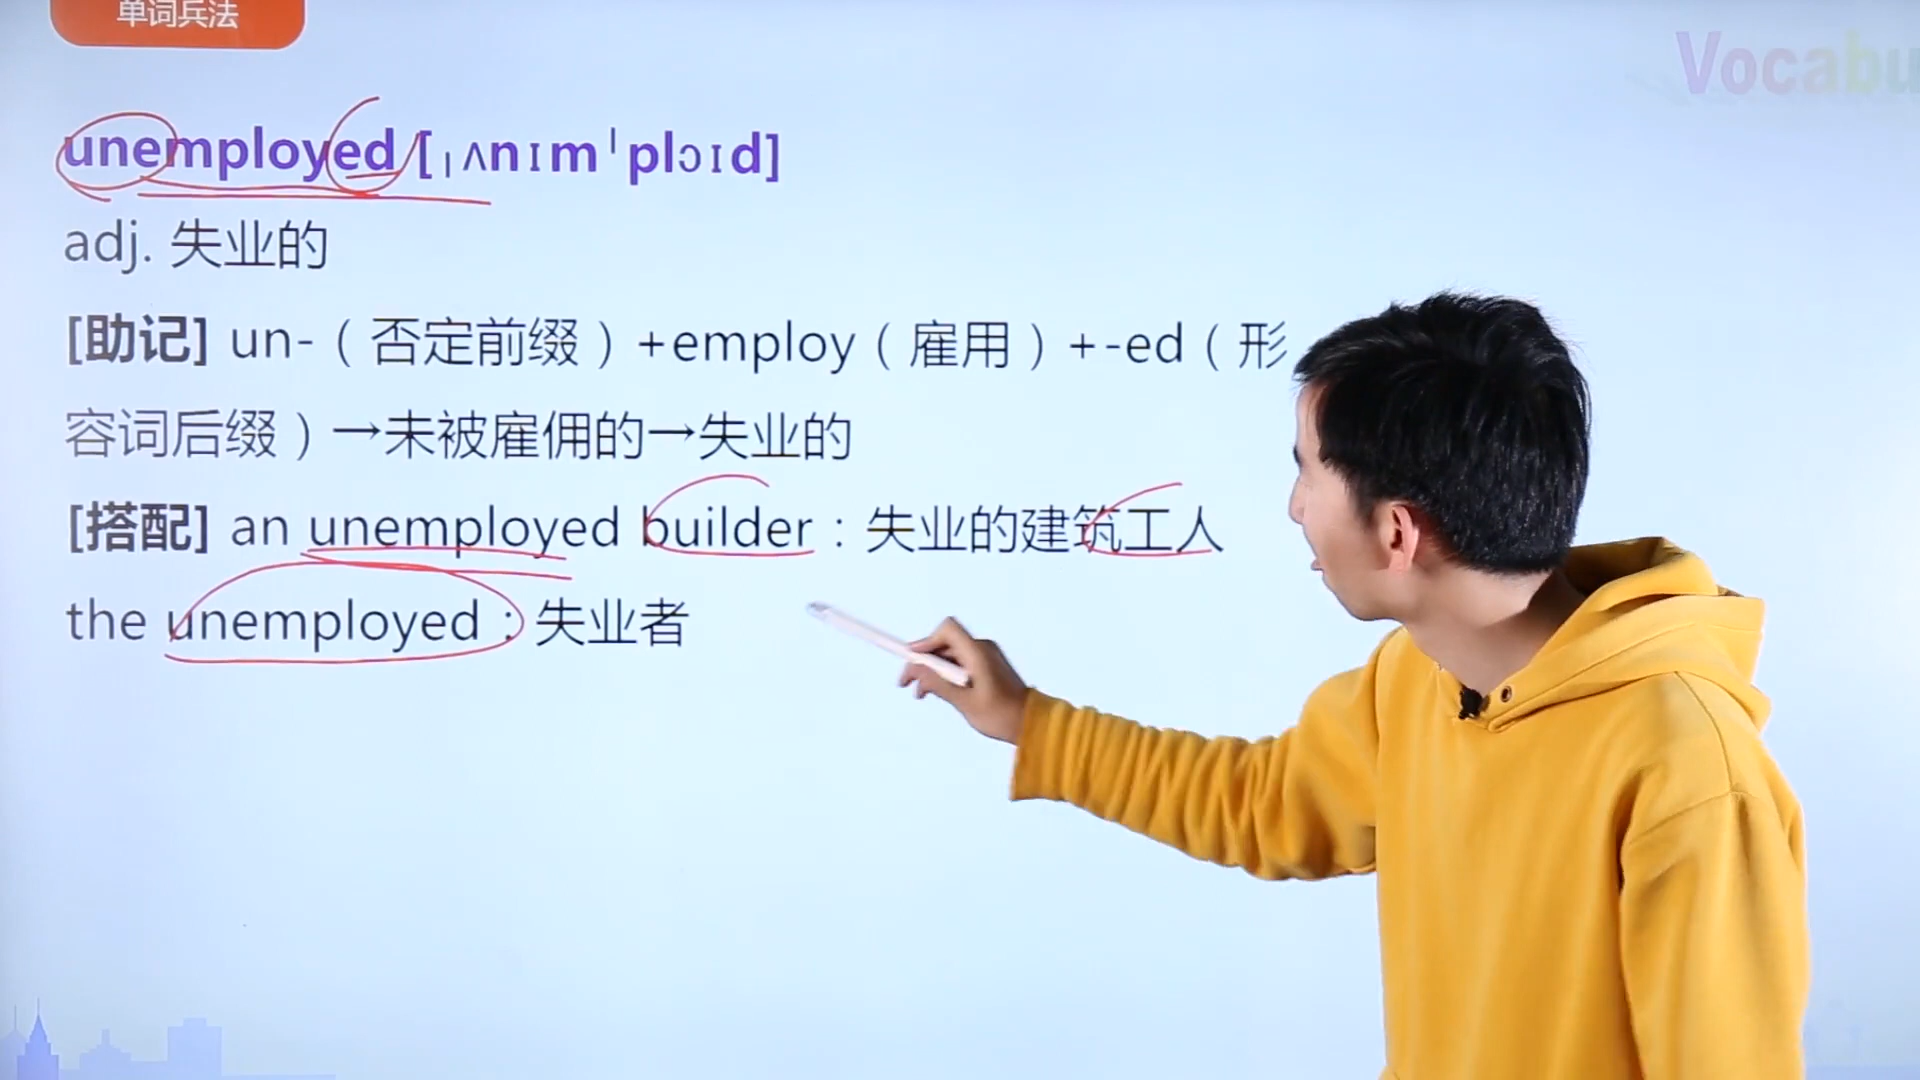 单词兵法
Vocabu
unemployed [ˌʌnɪmˈplɔɪd]
adj. 失业的
[助记] un-（否定前缀）+employ（雇用）+-ed（形
容词后缀）→未被雇佣的→失业的
[搭配] an unemployed builder：失业的建筑工人
the unemployed：失业者